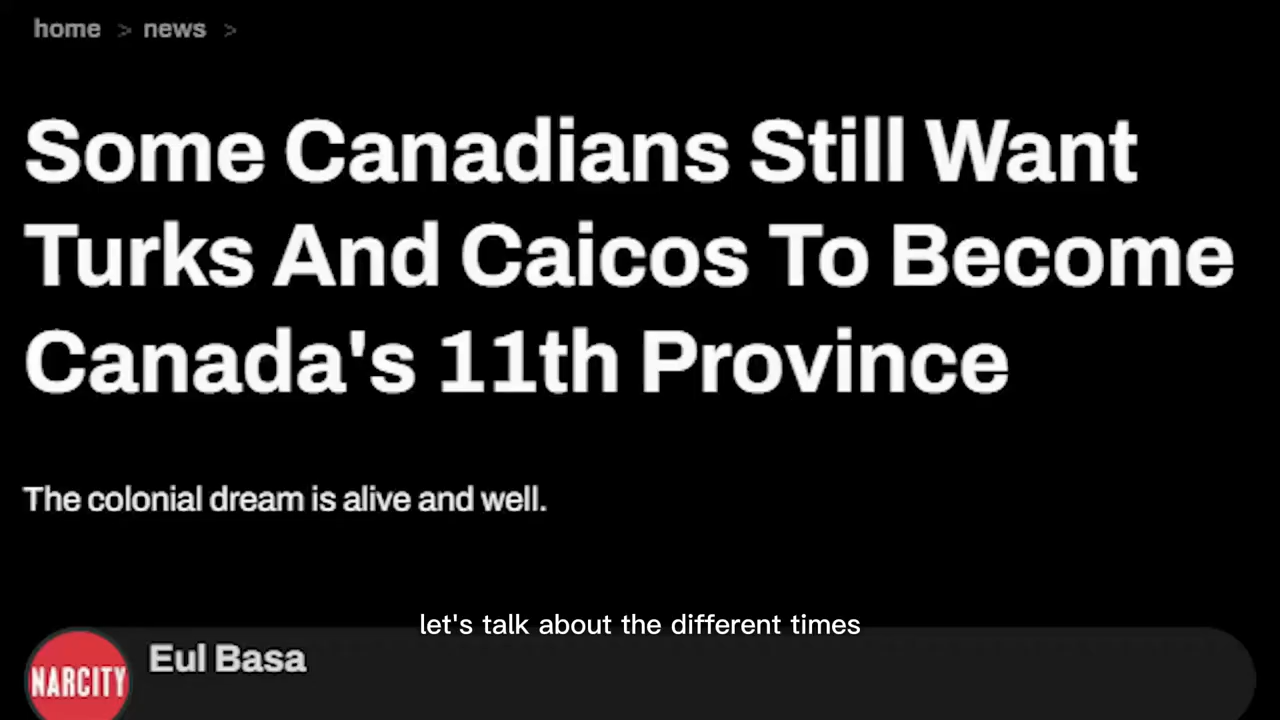 home > news >
Some Canadians Still Want
Turks And Caicos To Become
Canada's 11th Province
The colonial dream is alive and well.
let's talk about the different times
Eul Basa
NARCITY